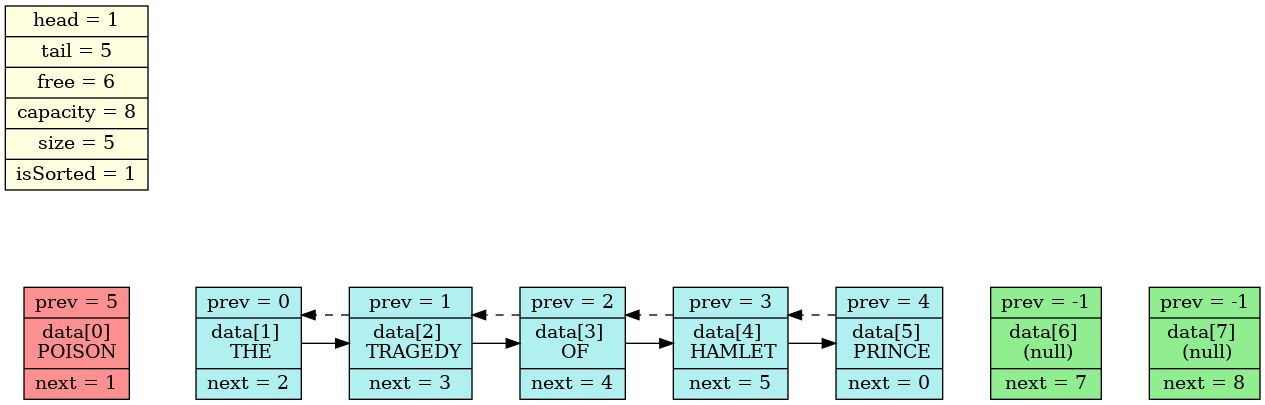 head = 1
tail = 5
free = 6
capacity = 8
size = 5
isSorted = 1
prev = 5
data[0]
POISON
next = 1
prev = 0
data[1]
THE
next = 2
prev = 1
data[2]
TRAGEDY
next = 3
prev = 2
data[3]
OF
next = 4
prev = 3
data[4]
HAMLET
next = 5
prev = 4
data[5]
PRINCE
next = 0
prev = -1
data[6]
(null)
next = 7
prev = -1
data[7]
(null)
next = 8